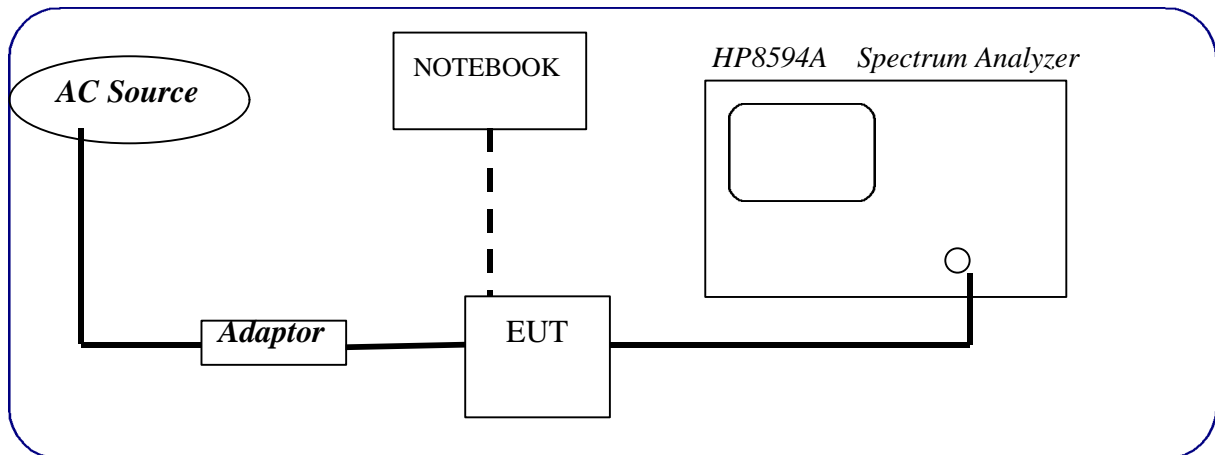 AC Source
NOTEBOOK
HP8594A Spectrum Analyzer
Adaptor
EUT